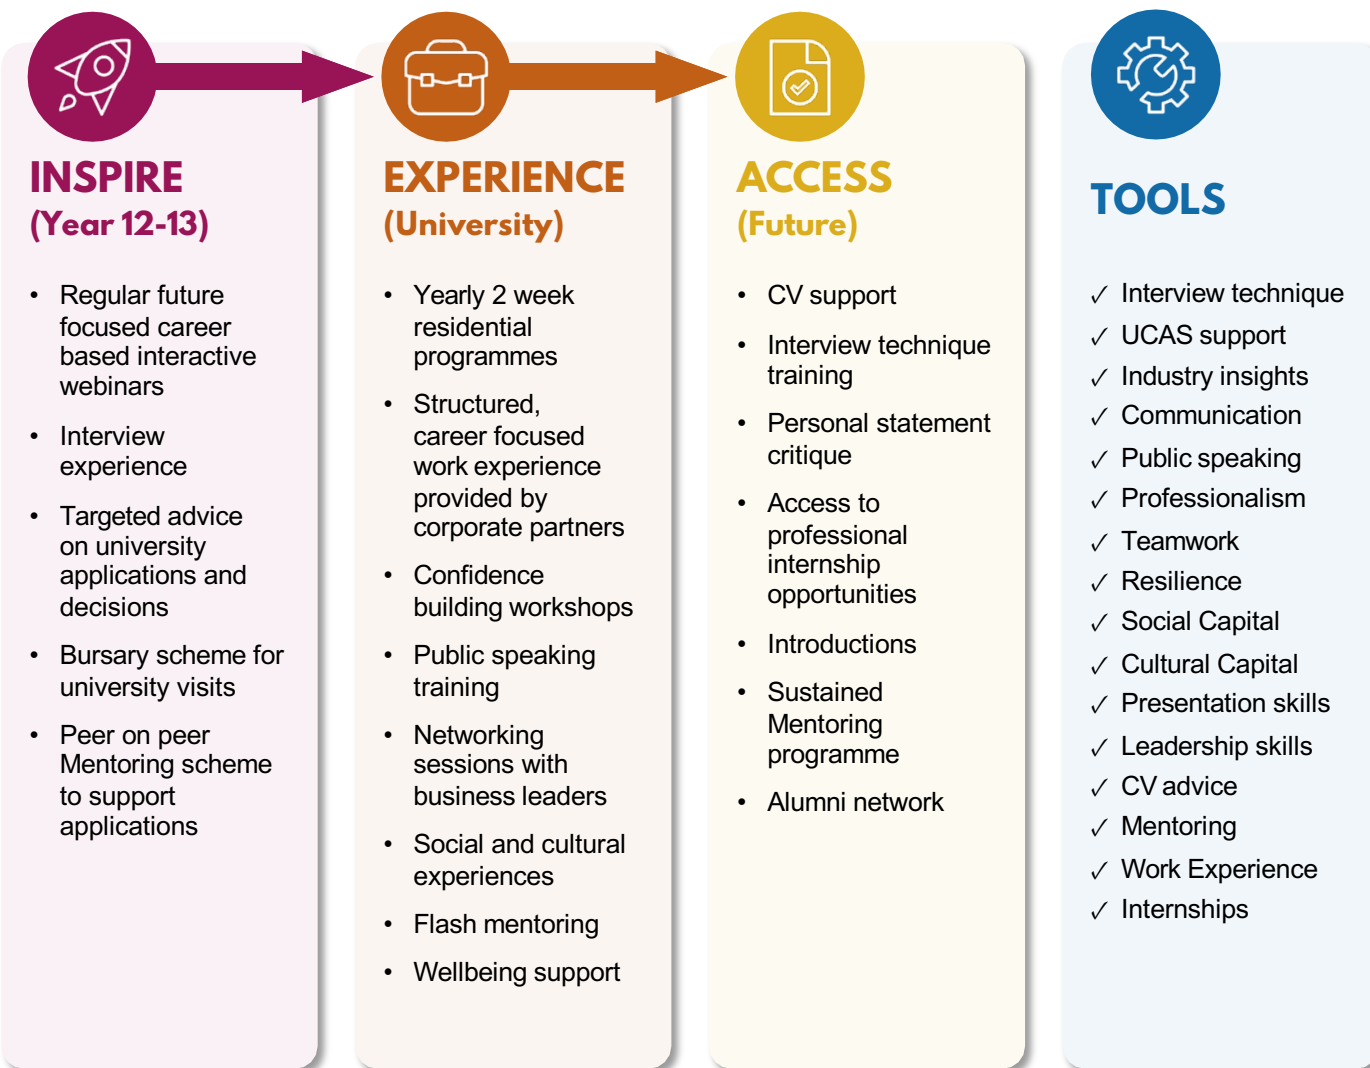 INSPIRE
(Year 12-13)
• Regular future
focused career
based interactive
webinars
• Interview
experience
• Targeted advice
on university
applications and
decisions
• Bursary scheme for
university visits
• Peer on peer
Mentoring scheme
to support
applications
EXPERIENCE
(University)
• Yearly 2 week
residential
programmes
• Structured,
career focused
work experience
provided by
corporate partners
• Confidence
building workshops
• Public speaking
training
• Networking
sessions with
business leaders
• Social and cultural
experiences
• Flash mentoring
• Wellbeing support
ACCESS
(Future)
• CV support
• Interview technique
training
• Personal statement
critique
• Access to
professional
internship
opportunities
• Introductions
• Sustained
Mentoring
programme
• Alumni network
TOOLS
✓ Interview technique
✓ UCAS support
✓ Industry insights
✓ Communication
✓ Public speaking
✓ Professionalism
✓ Teamwork
✓ Resilience
✓ Social Capital
✓ Cultural Capital
✓ Presentation skills
✓ Leadership skills
✓ CV advice
✓ Mentoring
✓ Work Experience
✓ Internships